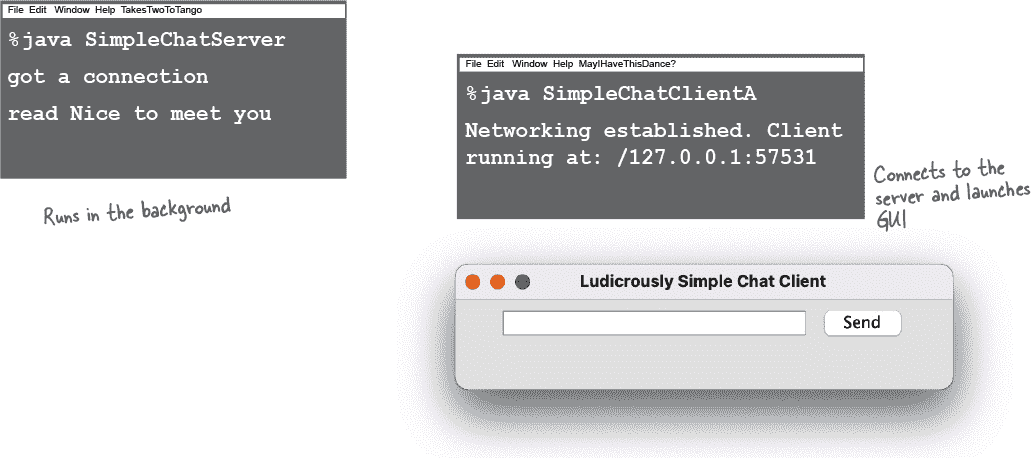 File Edit Window Help TakesTwoToTango
%java SimpleChatServer
got a connection
read Nice to meet you
Runs in the background
File Edit Window Help MayIHaveThisDance?
%java SimpleChatClientA
Networking established. Client
running at: /127.0.0.1:57531
Connects to the
server and launches
GUI
Ludicrously Simple Chat Client
Send